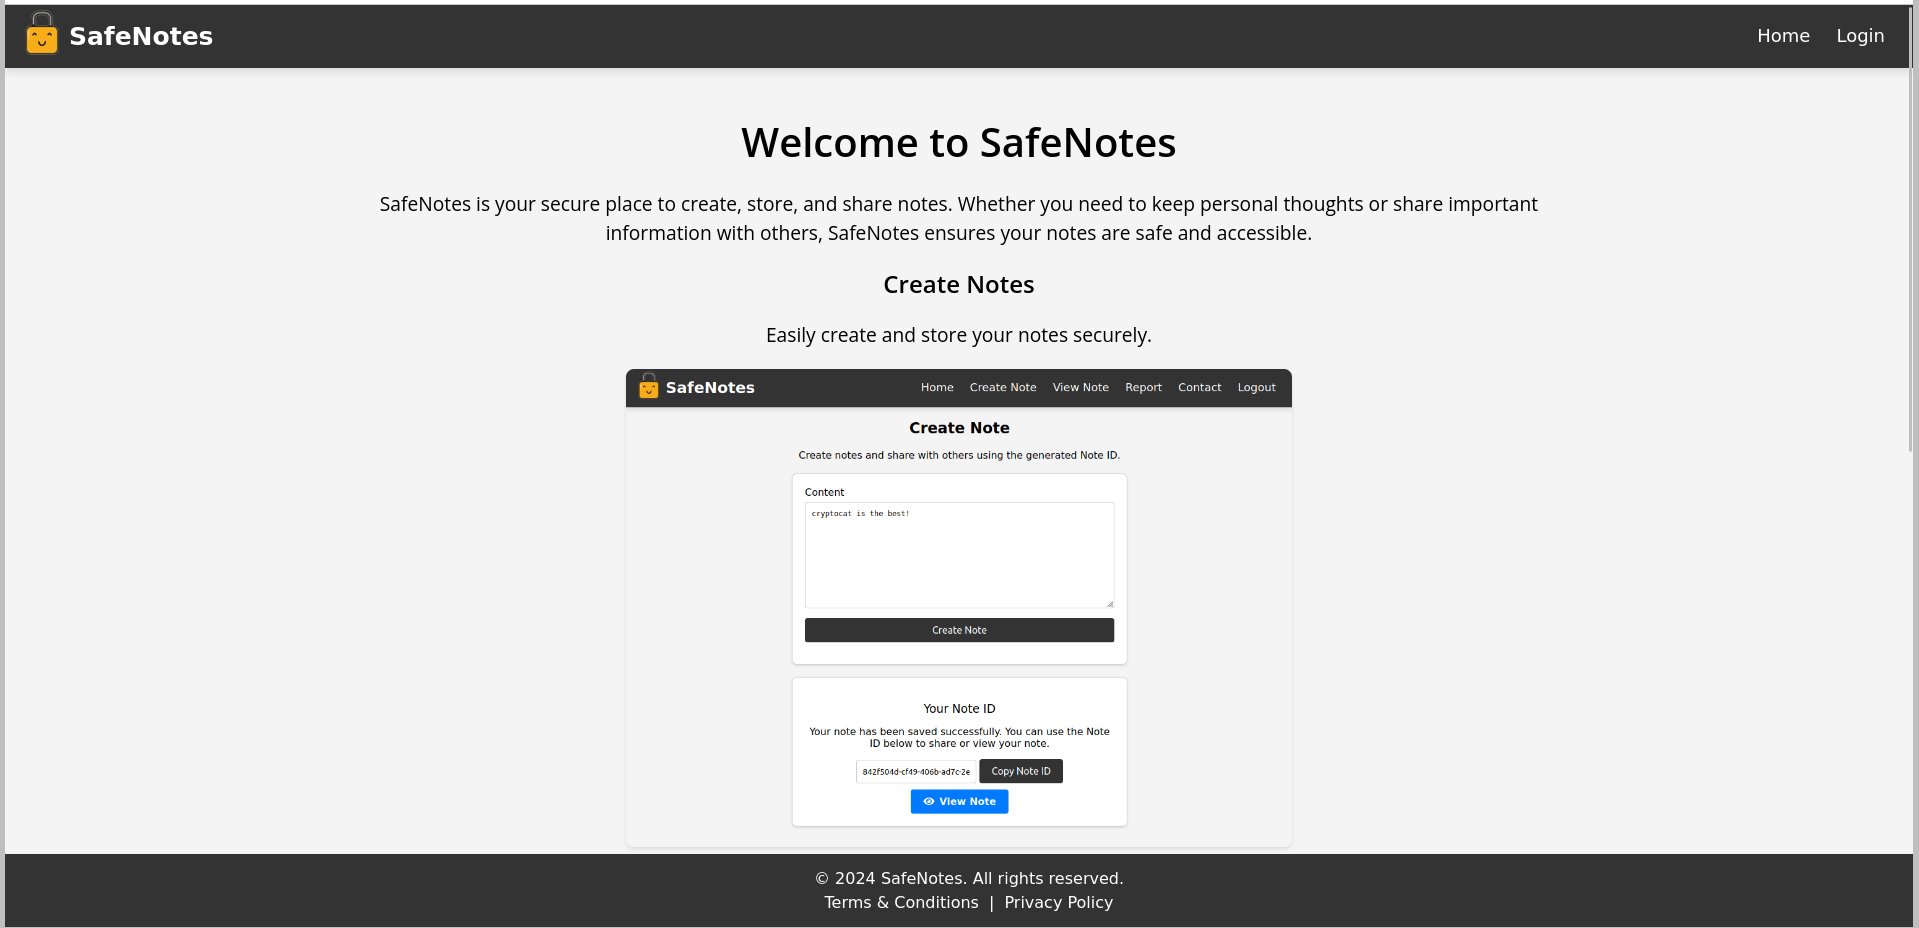 SafeNotes
Home Login
Welcome to SafeNotes
SafeNotes is your secure place to create, store, and share notes. Whether you need to keep personal thoughts or share important
information with others, SafeNotes ensures your notes are safe and accessible.
Create Notes
Easily create and store your notes securely.
SafeNotes
Home Create Note View Note Report Contact Logout
Create Note
Create notes and share with others using the generated Note ID.
Content
cryptocat is the best!
Create Note
Your Note ID
Your note has been saved successfully. You can use the Note
ID below to share or view your note.
842f504d-cf49-406b-ad7c-2e
Copy Note ID
View Note
© 2024 SafeNotes. All rights reserved.
Terms & Conditions | Privacy Policy